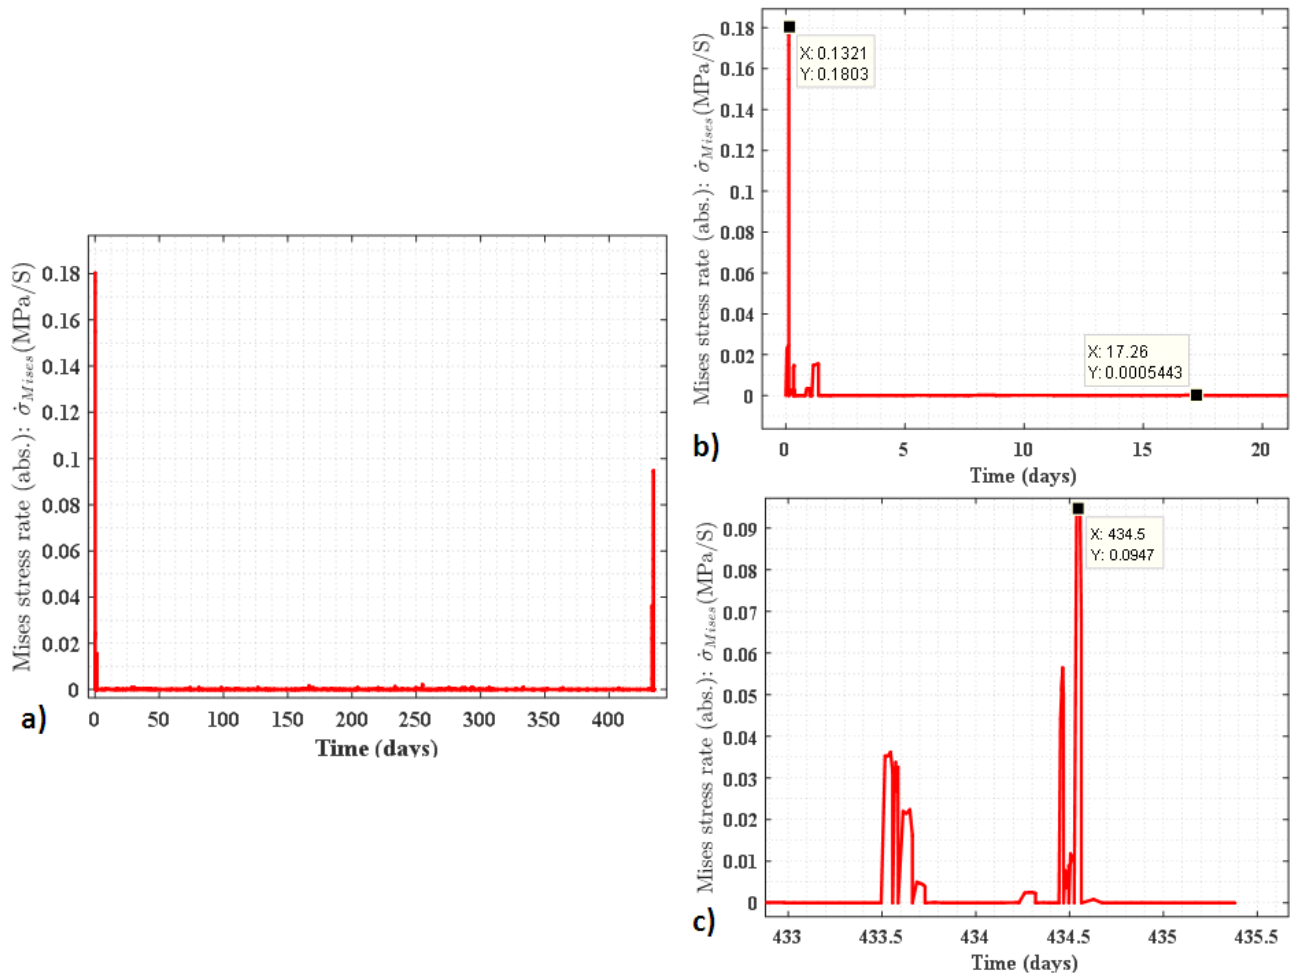 Mises stress rate (abs.): σ̇_Mises(MPa/S)
0.18
0.16
0.14
0.12
0.1
0.08
0.06
0.04
0.02
0
0 50 100 150 200 250 300 350 400
Time (days)
a)
Mises stress rate (abs.): σ̇_Mises(MPa/S)
0.18
0.16
0.14
0.12
0.1
0.08
0.06
0.04
0.02
0
X: 0.1321
Y: 0.1803
X: 17.26
Y: 0.0005443
0 5 10 15 20
Time (days)
b)
Mises stress rate (abs.): σ̇_Mises(MPa/S)
0.09
0.08
0.07
0.06
0.05
0.04
0.03
0.02
0.01
0
X: 434.5
Y: 0.0947
433 433.5 434 434.5 435 435.5
Time (days)
c)